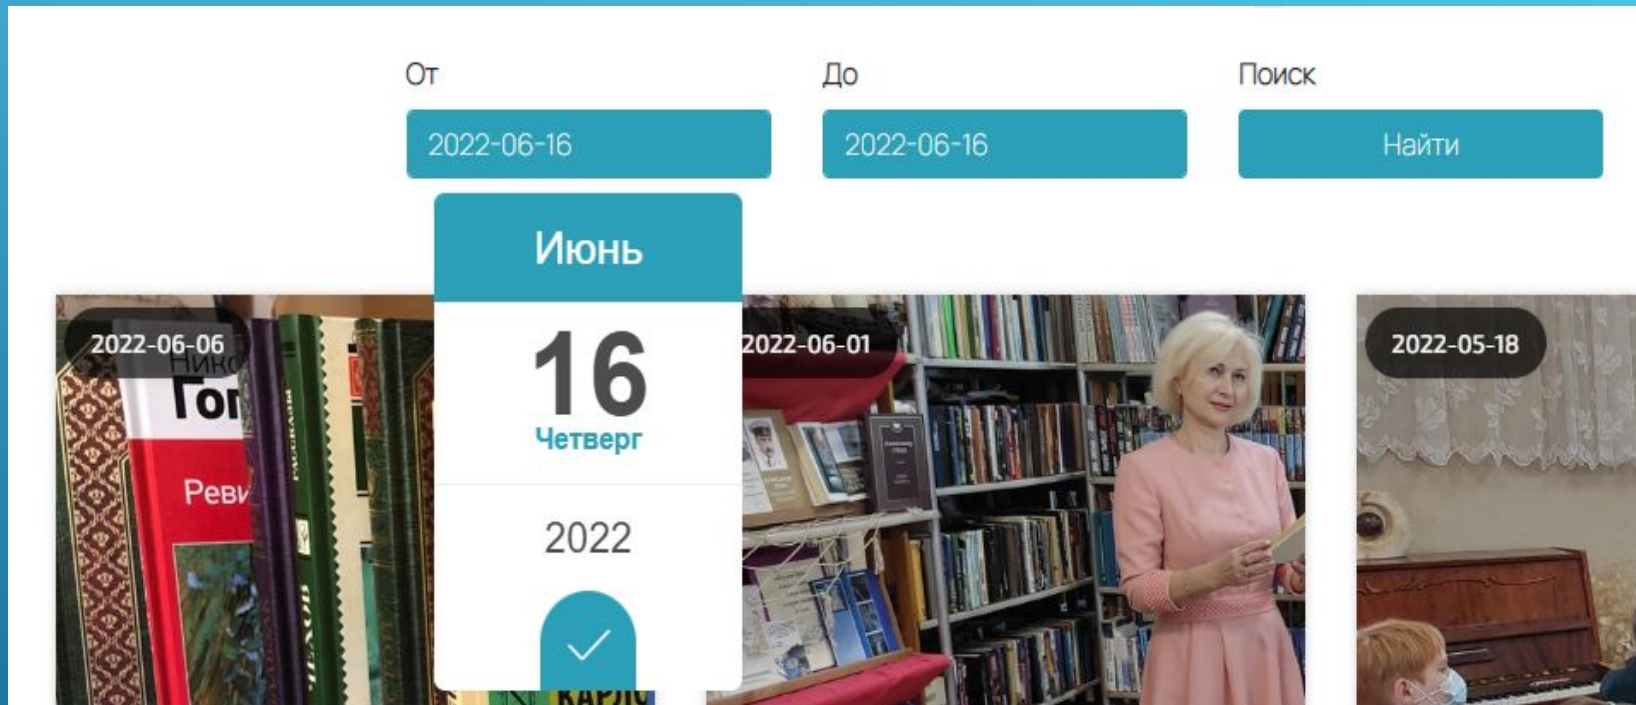 От
До
Поиск
2022-06-16
2022-06-16
Найти
Июнь
16
Четверг
2022
2022-06-06
2022-06-01
2022-05-18
Гог
Реви